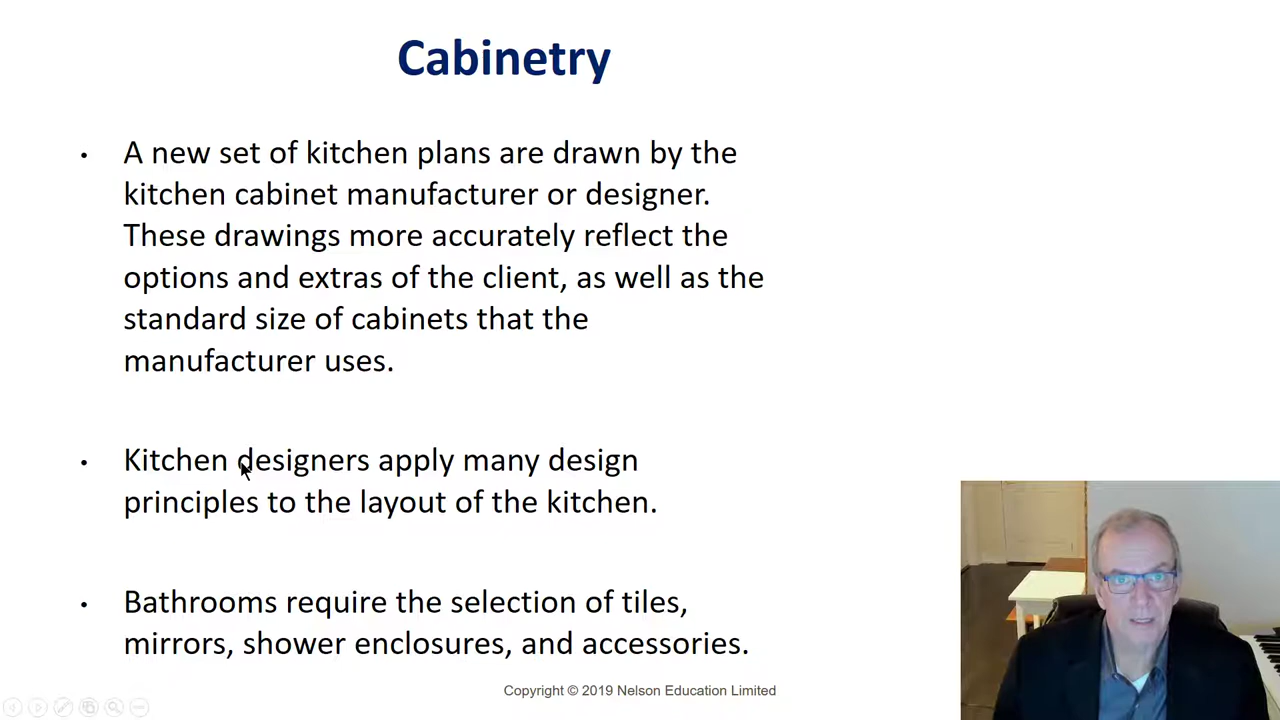 Cabinetry
• A new set of kitchen plans are drawn by the
kitchen cabinet manufacturer or designer.
These drawings more accurately reflect the
options and extras of the client, as well as the
standard size of cabinets that the
manufacturer uses.
• Kitchen designers apply many design
principles to the layout of the kitchen.
• Bathrooms require the selection of tiles,
mirrors, shower enclosures, and accessories.
Copyright © 2019 Nelson Education Limited